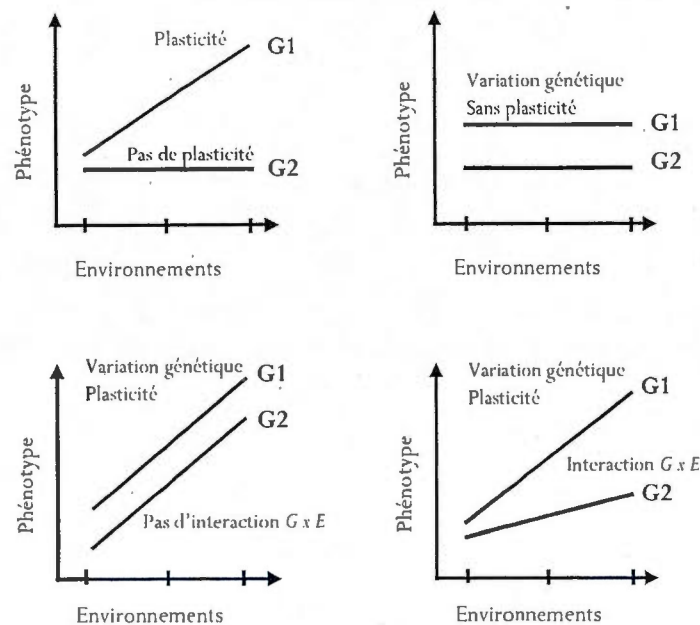 Plasticité
G1
Pas de plasticité
G2
Phénotype
Environnements
Variation génétique
Sans plasticité
G1
G2
Phénotype
Environnements
Variation génétique
Plasticité
G1
G2
Pas d'interaction G x E
Phénotype
Environnements
Variation génétique
Plasticité
G1
Interaction G x E
G2
Phénotype
Environnements